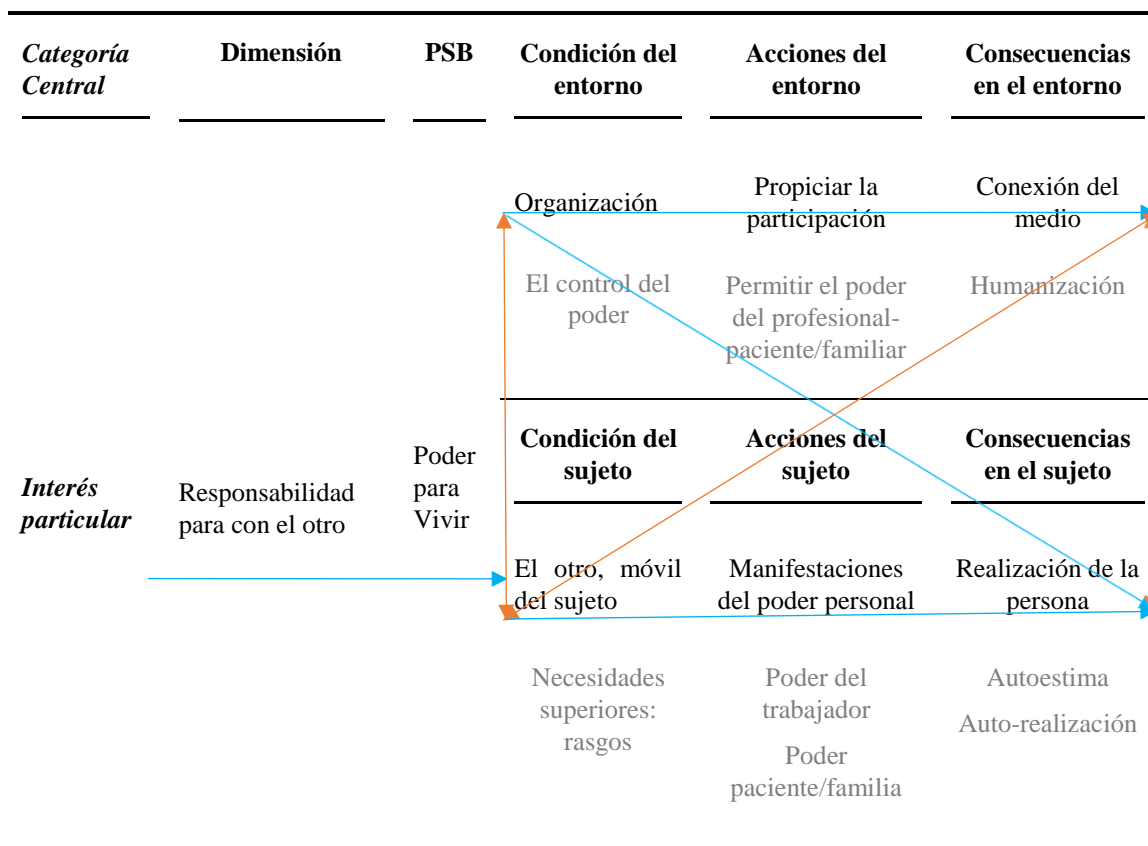 Categoría Central
Dimensión
PSB
Condición del entorno
Acciones del entorno
Consecuencias en el entorno
Organización
Propiciar la participación
Conexión del medio
El control del poder
Permitir el poder del profesional-paciente/familiar
Humanización
Interés particular
Responsabilidad para con el otro
Poder para Vivir
Condición del sujeto
Acciones del sujeto
Consecuencias en el sujeto
El otro, móvil del sujeto
Manifestaciones del poder personal
Realización de la persona
Necesidades superiores: rasgos
Poder del trabajador
Poder paciente/familia
Autoestima
Auto-realización